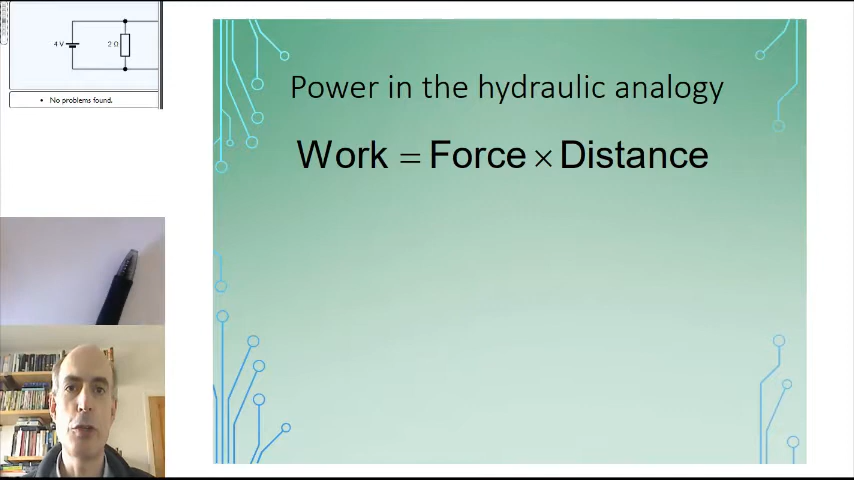 4 V
2 Ω
• No problems found.
Power in the hydraulic analogy
Work = Force × Distance